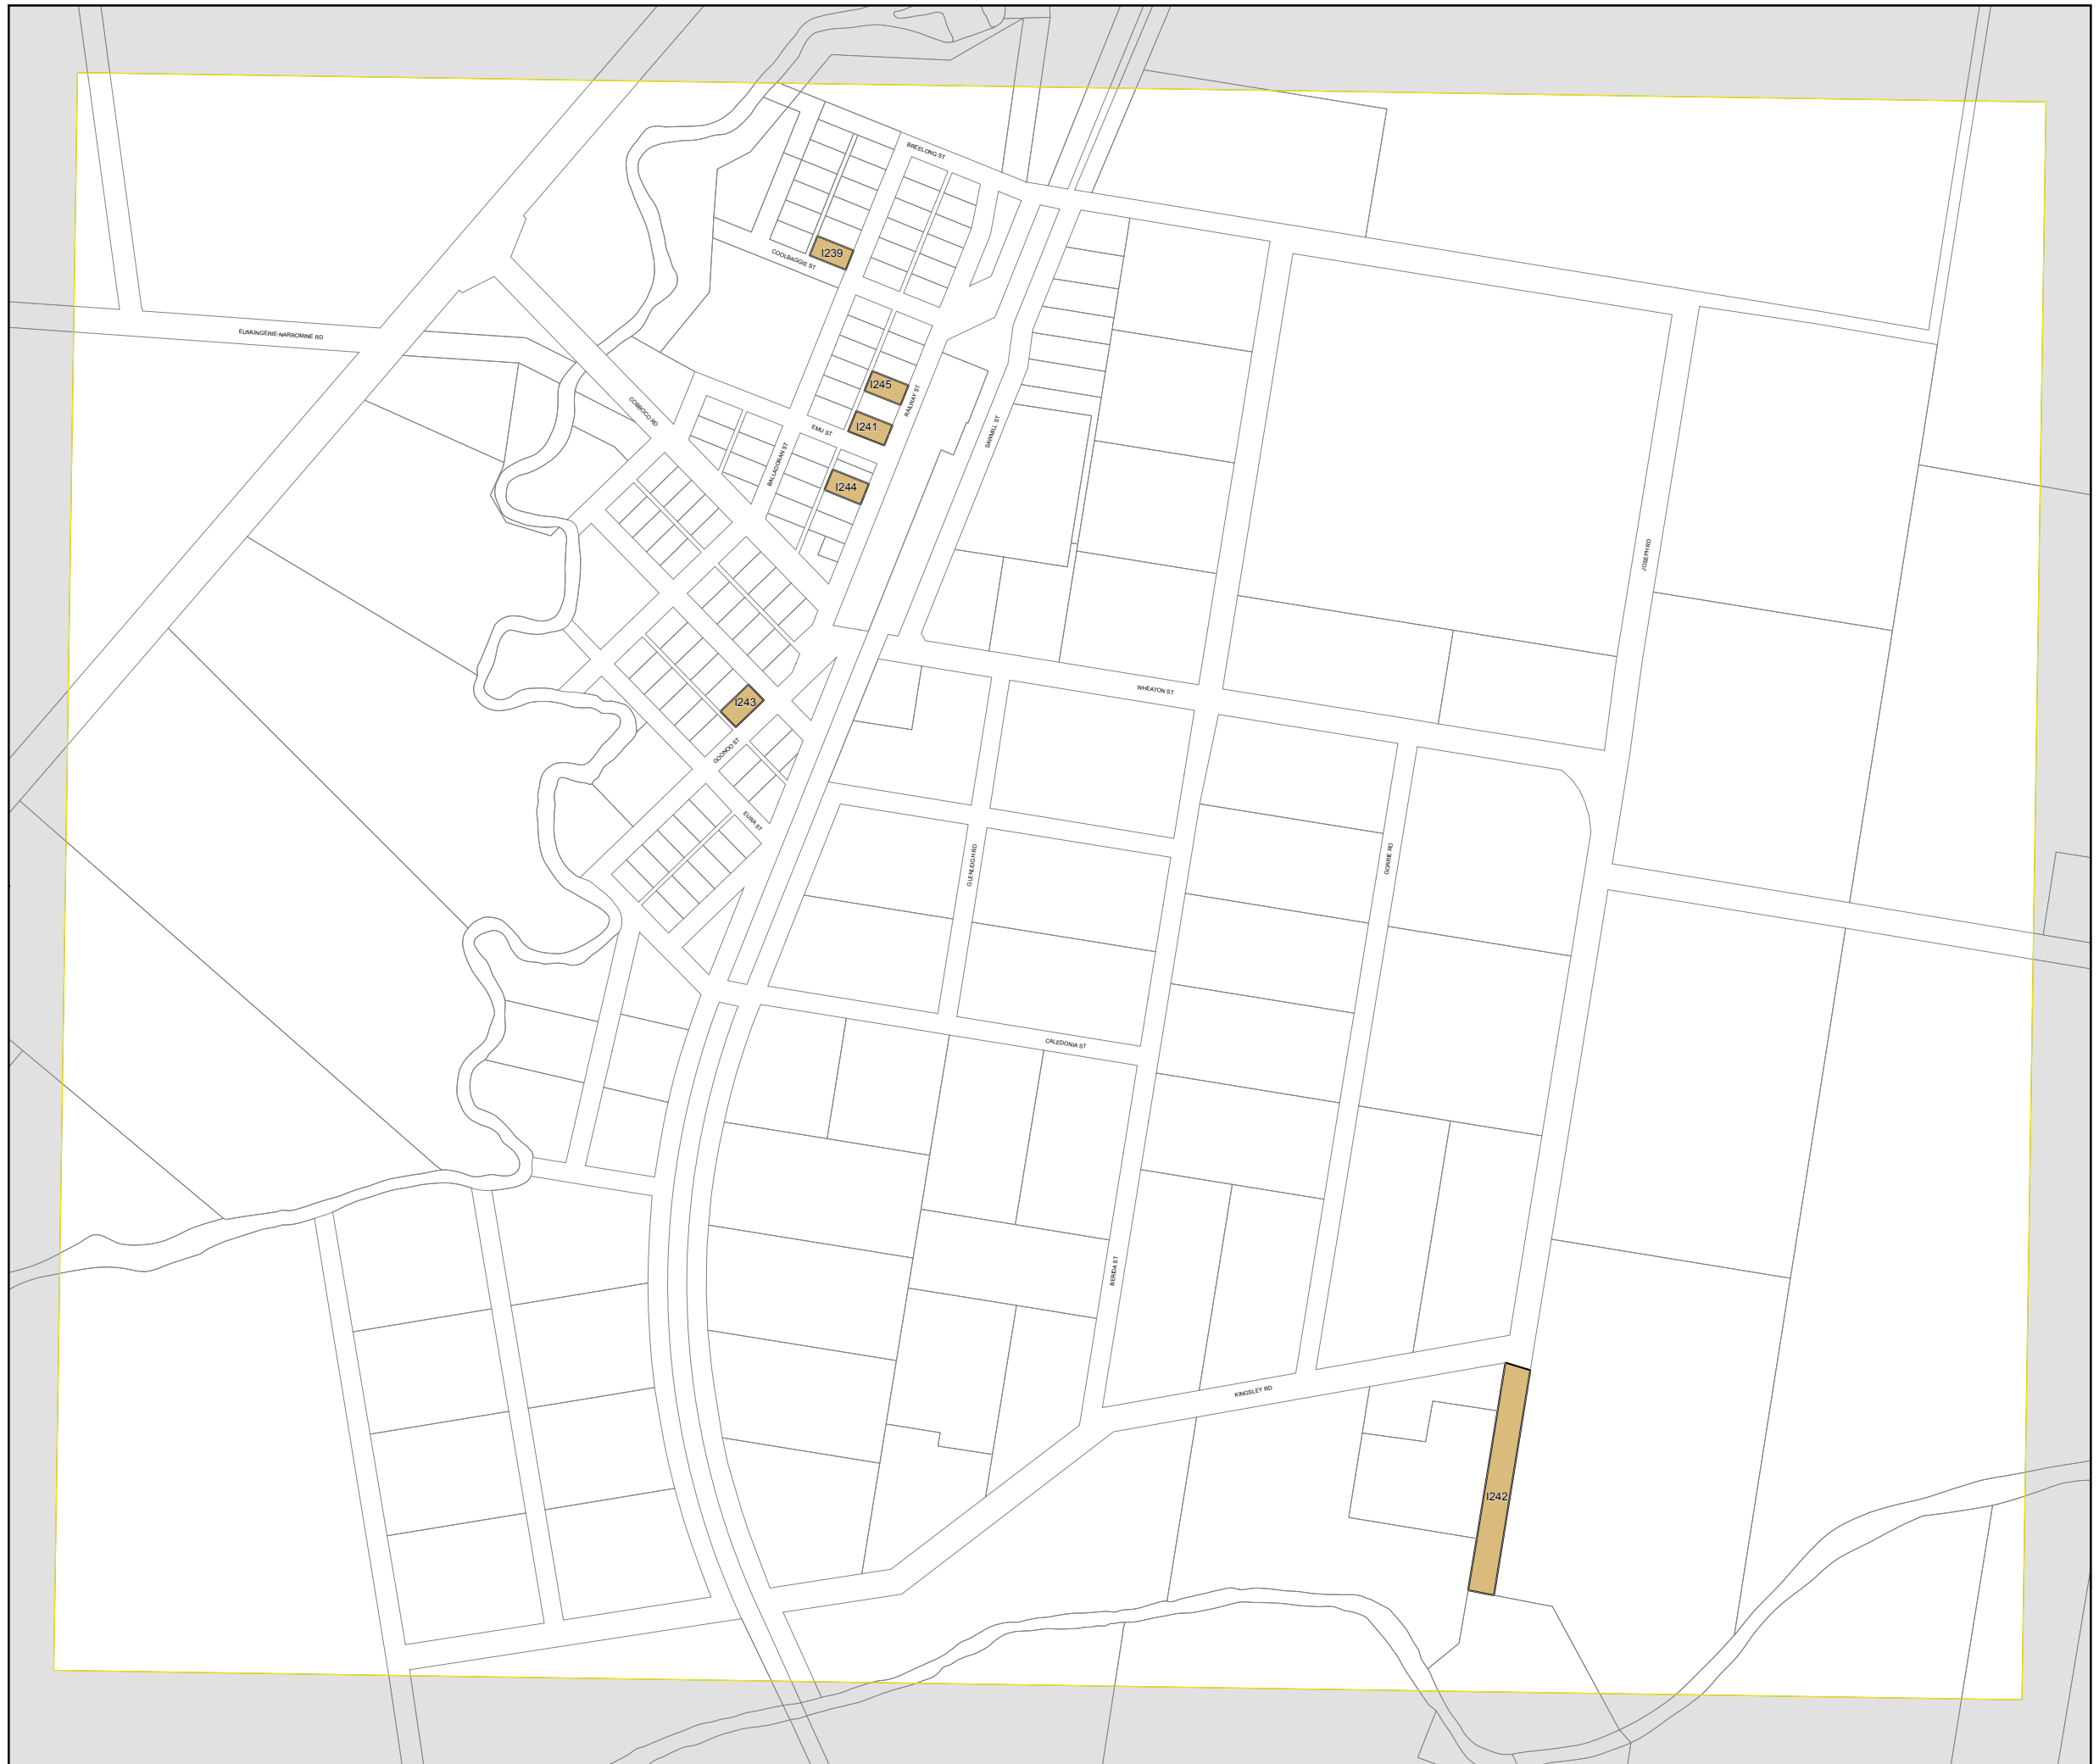 BREELONG ST
I239
COOLBAGGIE ST
EUMUNGERIE-NARROMINE RD
I245
RAILWAY ST
COBBOCO RD
I241
EMU ST
SAWMILL ST
BALLADORAN ST
I244
JOSEPH RD
WHEATON ST
I243
GOONOO ST
EURA ST
GLENLEIGH RD
GORRIE RD
CALEDONIA ST
BERIDA ST
KINGSLEY RD
I242